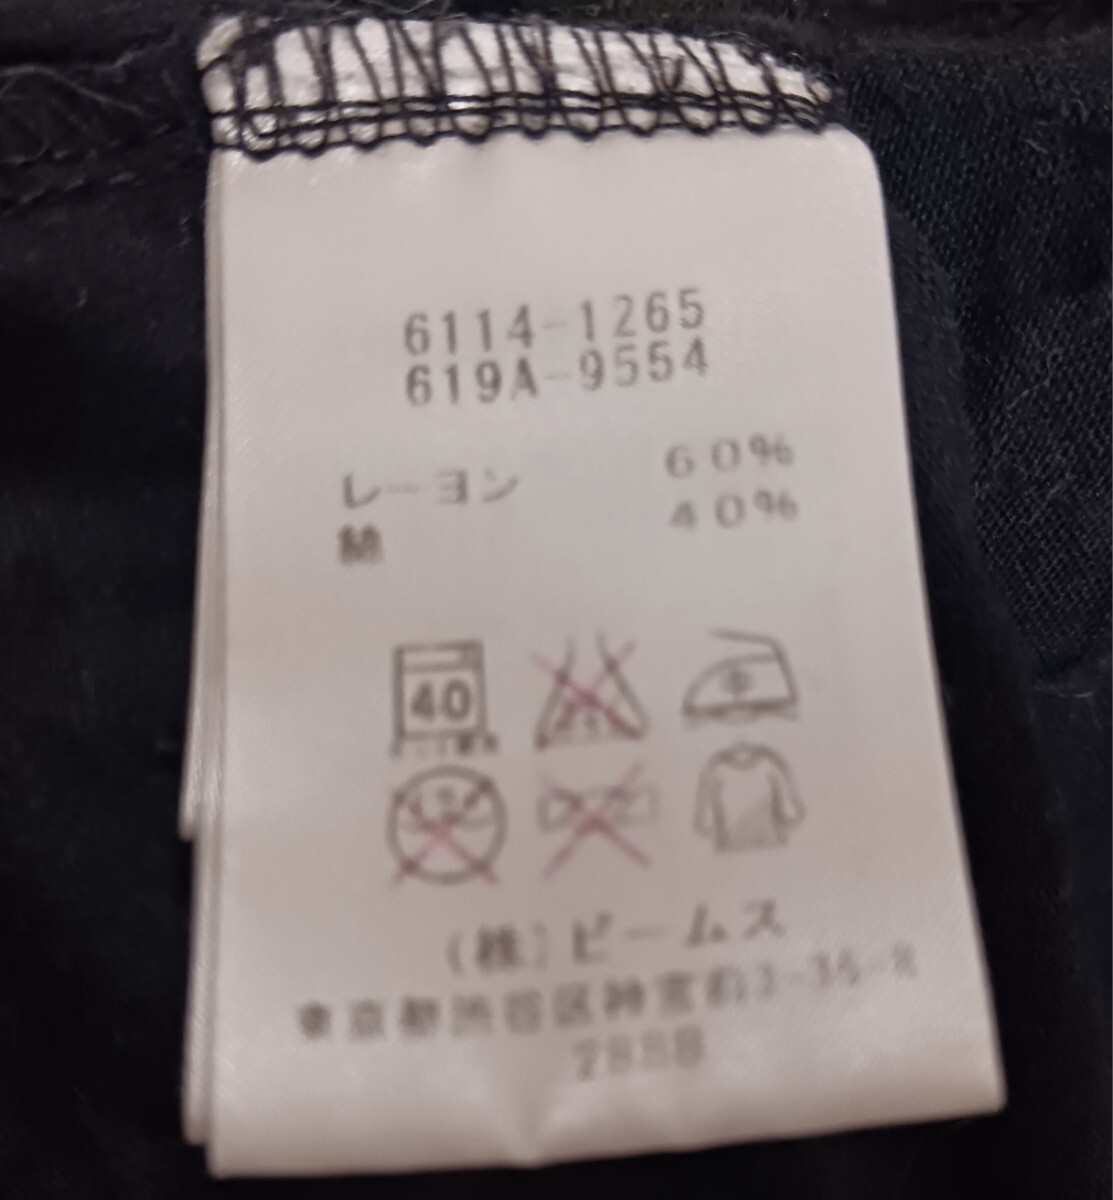 6114-1265
619A-9554
レーヨン 60%
綿 40%
40
(株)ビームス
東京都渋谷区神宮前3-36-8